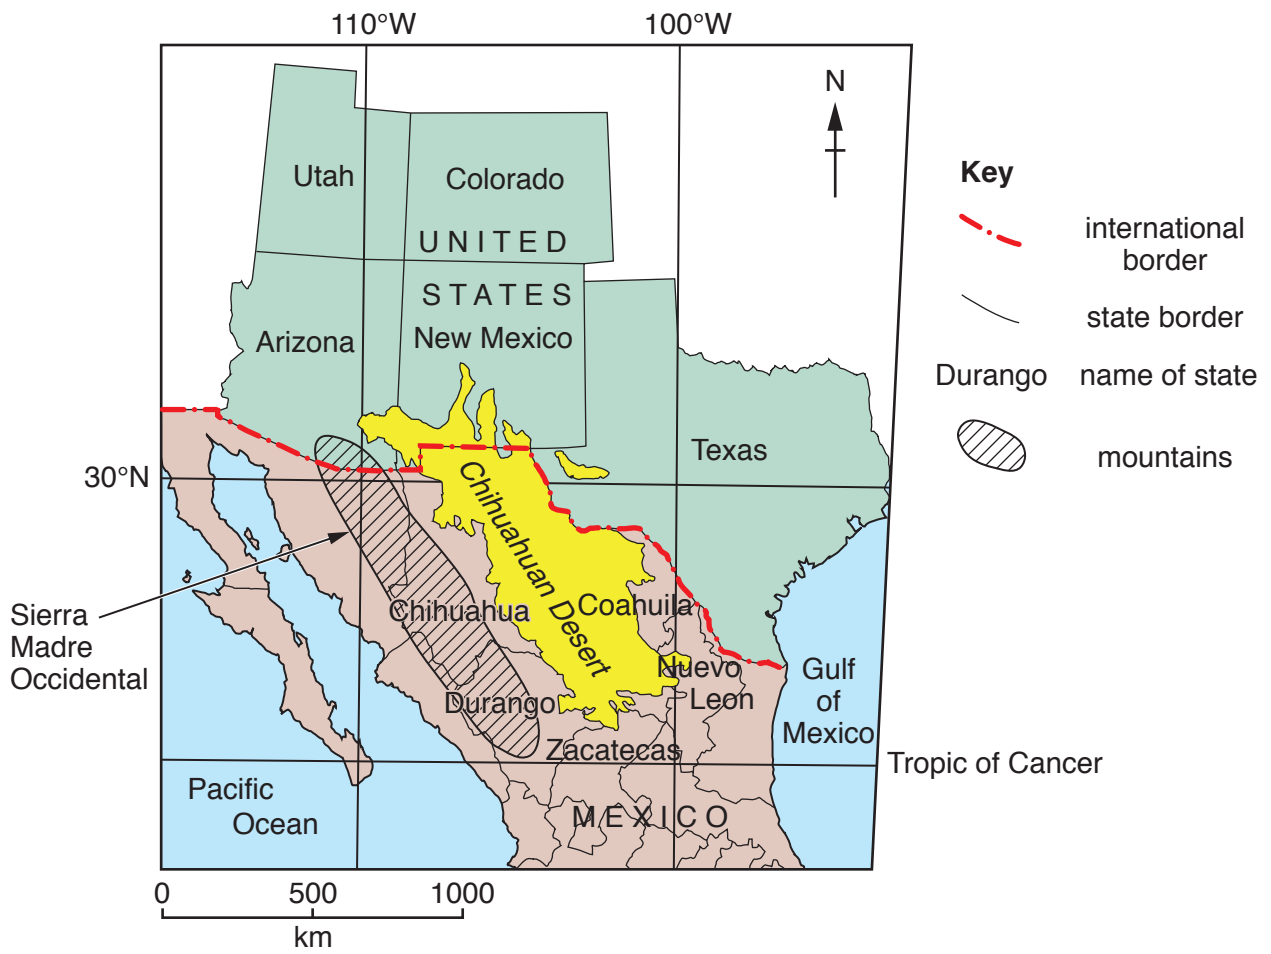 110°W 100°W
N
Key
international
border
state border
Durango name of state
mountains
Utah Colorado
UNITED
STATES
Arizona New Mexico
Texas
30°N
Chihuahuan Desert
Sierra
Madre
Occidental
Chihuahua Coahuila
Nuevo
Leon
Durango
Zacatecas
Gulf
of
Mexico
Tropic of Cancer
Pacific
Ocean
MEXICO
0 500 1000
km